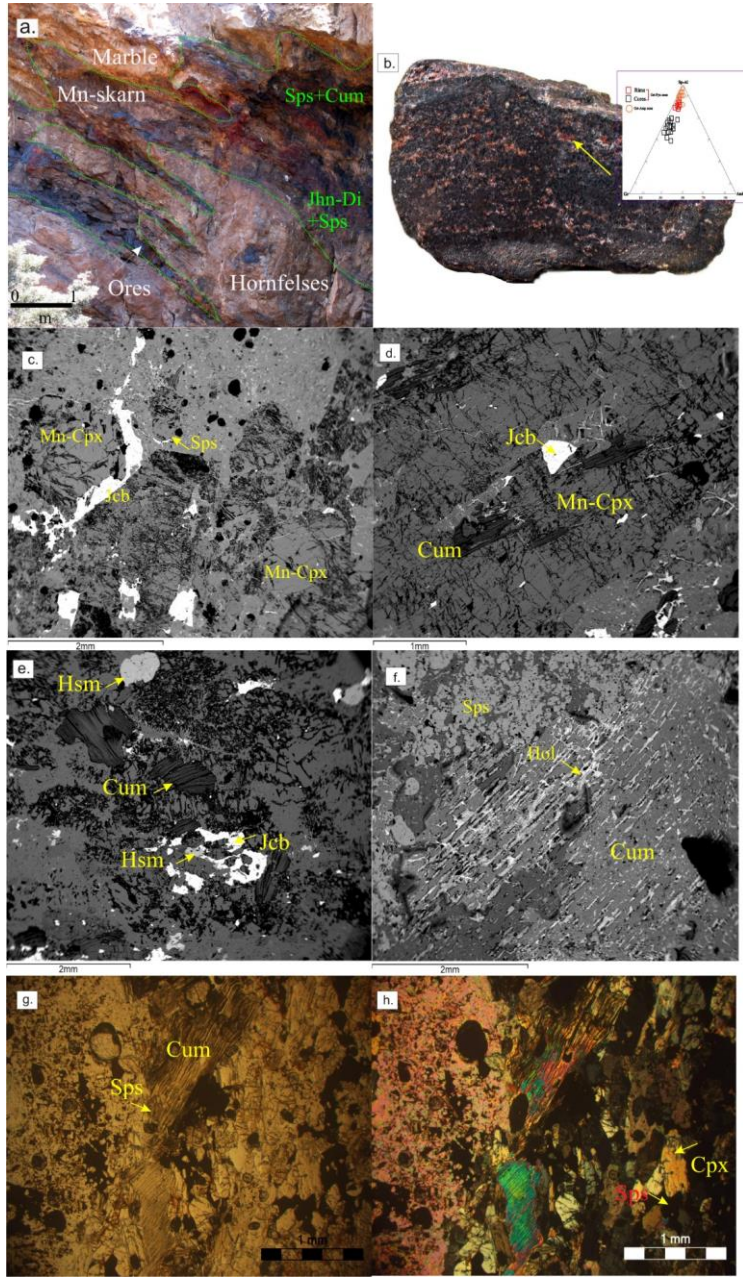 a.
Marble
Mn-skarn
Sps+Cum
Jhn-Di
+Sps
Ores
Hornfelses
0 1
m
b.
c.
Mn-Cpx
Sps
Jcb
Mn-Cpx
2mm
d.
Jcb
Mn-Cpx
Cum
1mm
e.
Hsm
Cum
Jcb
Hsm
2mm
f.
Sps
Hol
Cum
2mm
g.
Cum
Sps
1 mm
h.
Cpx
Sps
1 mm